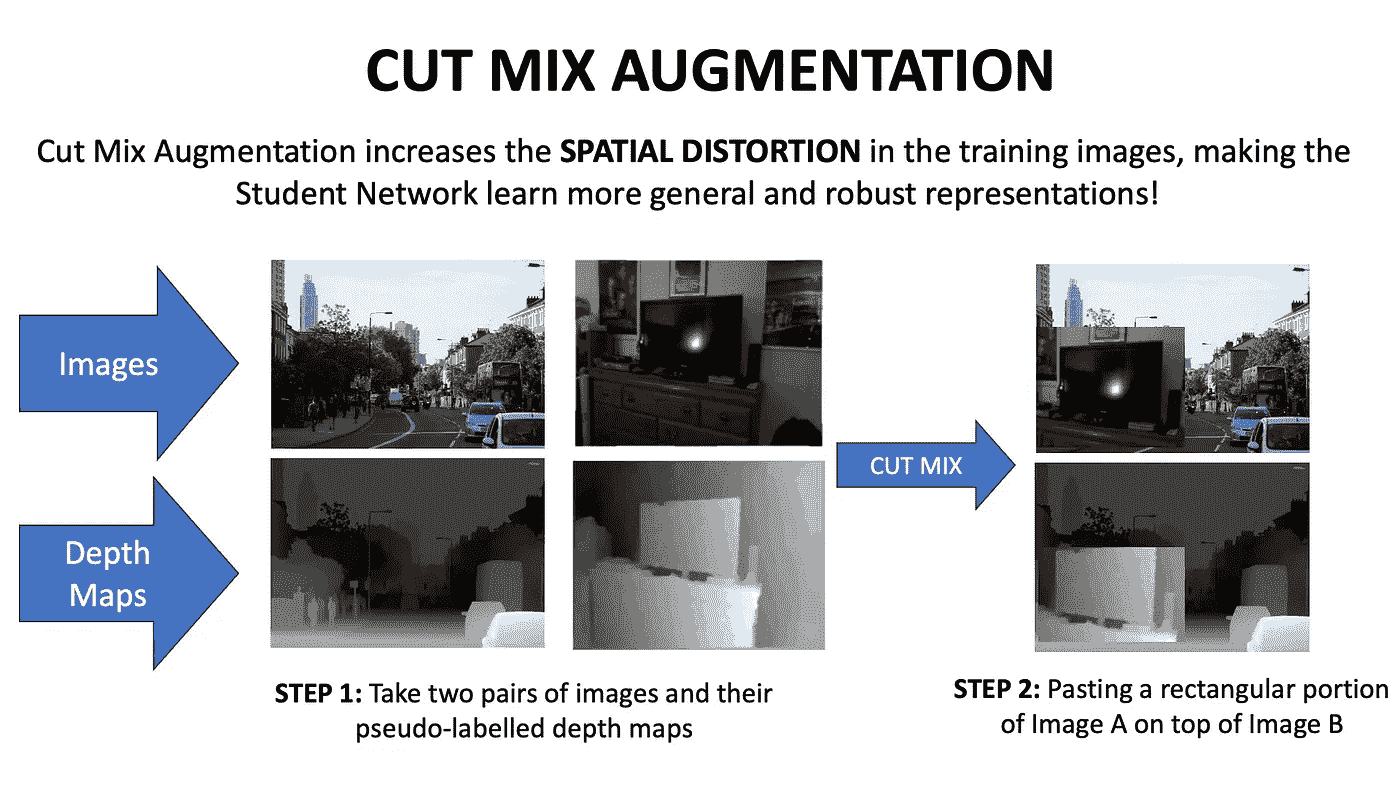 CUT MIX AUGMENTATION
Cut Mix Augmentation increases the SPATIAL DISTORTION in the training images, making the
Student Network learn more general and robust representations!
Images
Depth
Maps
CUT MIX
STEP 1: Take two pairs of images and their
pseudo-labelled depth maps
STEP 2: Pasting a rectangular portion
of Image A on top of Image B